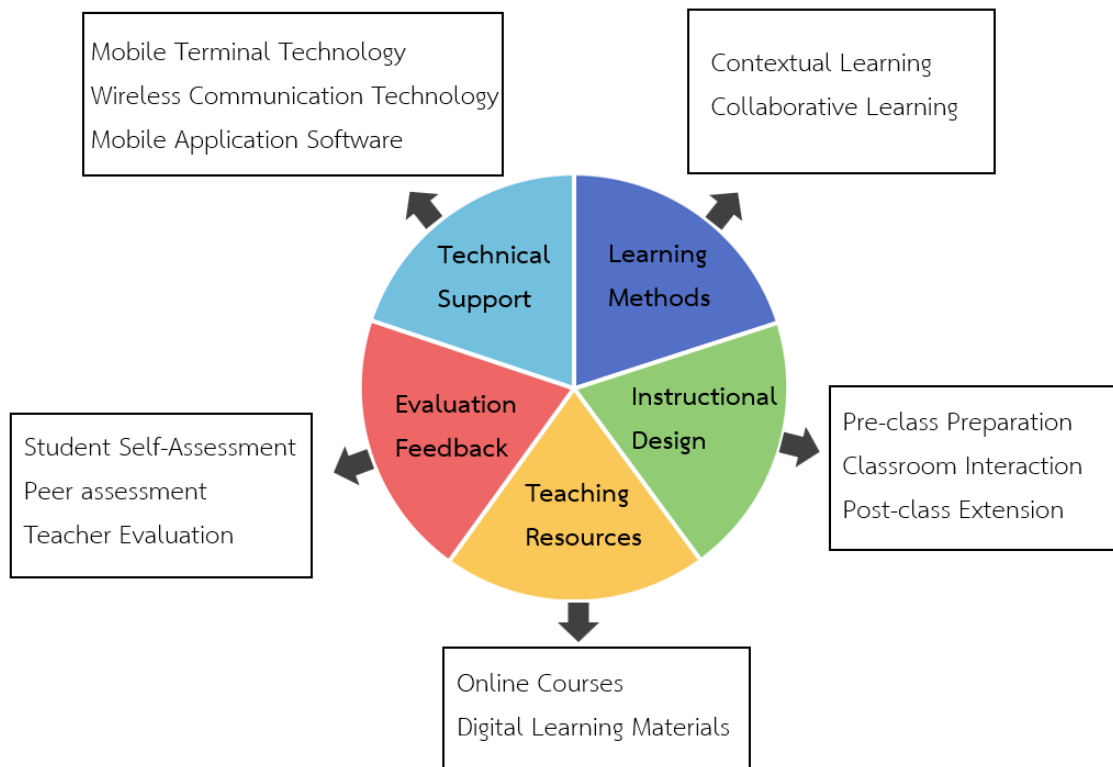 Mobile Terminal Technology
Wireless Communication Technology
Mobile Application Software
Contextual Learning
Collaborative Learning
Technical
Support
Learning
Methods
Evaluation
Feedback
Instructional
Design
Teaching
Resources
Student Self-Assessment
Peer assessment
Teacher Evaluation
Pre-class Preparation
Classroom Interaction
Post-class Extension
Online Courses
Digital Learning Materials